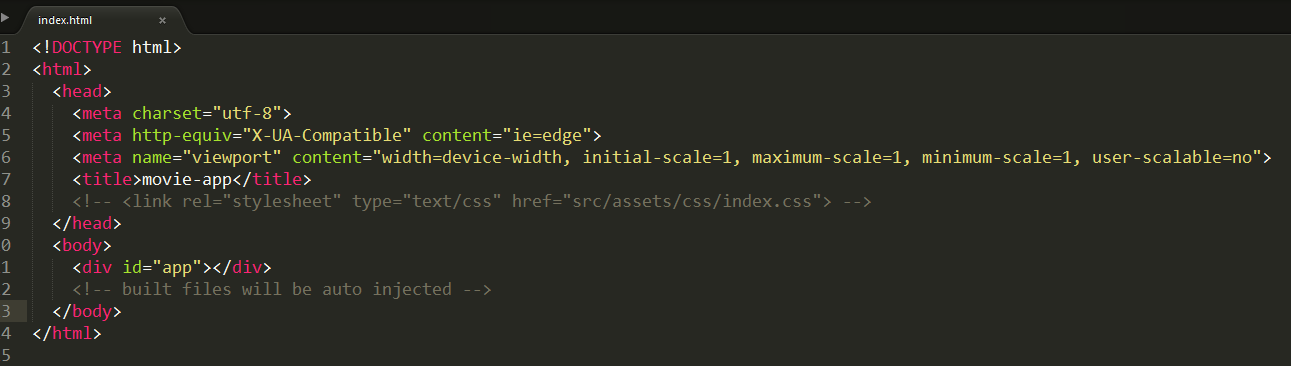 index.html ×
1 <!DOCTYPE html>
2 <html>
3 <head>
4 <meta charset="utf-8">
5 <meta http-equiv="X-UA-Compatible" content="ie=edge">
6 <meta name="viewport" content="width=device-width, initial-scale=1, maximum-scale=1, minimum-scale=1, user-scalable=no">
7 <title>movie-app</title>
8 <!-- <link rel="stylesheet" type="text/css" href="src/assets/css/index.css"> -->
9 </head>
0 <body>
1 <div id="app"></div>
2 <!-- built files will be auto injected -->
3 </body>
4 </html>
5